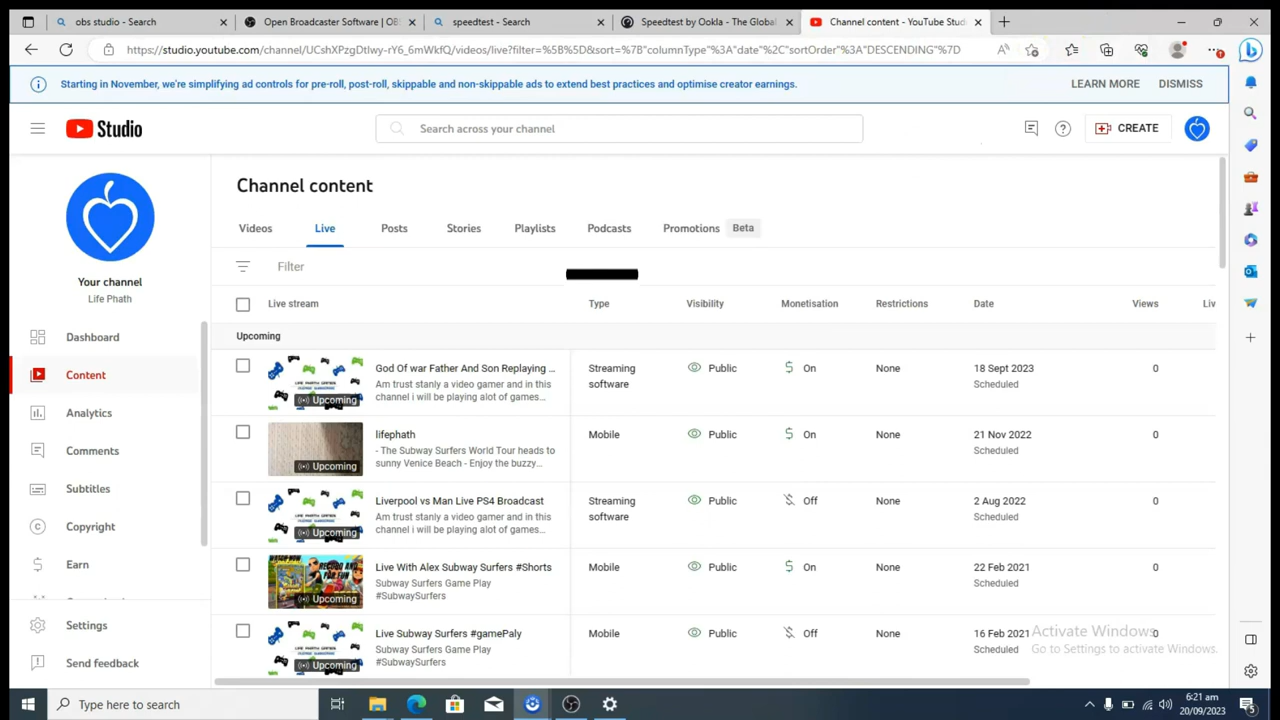 obs studio - Search
Open Broadcaster Software | OB
speedtest - Search
Speedtest by Ookla - The Global
Channel content - YouTube Studi
https://studio.youtube.com/channel/UCshXPzgDtIwy-rY6_6mWkfQ/videos/live?filter=%5B%5D&sort=%7B"columnType"%3A"date"%2C"sortOrder"%3A"DESCENDING"%7D
Starting in November, we're simplifying ad controls for pre-roll, post-roll, skippable and non-skippable ads to extend best practices and optimise creator earnings.
LEARN MORE
DISMISS
Studio
Search across your channel
CREATE
Channel content
Videos
Live
Posts
Stories
Playlists
Podcasts
Promotions
Beta
Filter
Your channel
Life Phath
Dashboard
Content
Analytics
Comments
Subtitles
Copyright
Earn
Settings
Send feedback
Live stream
Type
Visibility
Monetisation
Restrictions
Date
Views
Liv
Upcoming
Upcoming
God Of war Father And Son Replaying ...
Am trust stanly a video gamer and in this
channel i will be playing alot of games...
Streaming
software
Public
On
None
18 Sept 2023
Scheduled
0
Upcoming
lifephath
- The Subway Surfers World Tour heads to
sunny Venice Beach - Enjoy the buzzy...
Mobile
Public
On
None
21 Nov 2022
Scheduled
0
Upcoming
Liverpool vs Man Live PS4 Broadcast
Am trust stanly a video gamer and in this
channel i will be playing alot of games...
Streaming
software
Public
Off
None
2 Aug 2022
Scheduled
0
Upcoming
Live With Alex Subway Surfers #Shorts
Subway Surfers Game Play
#SubwaySurfers
Mobile
Public
On
None
22 Feb 2021
Scheduled
0
Upcoming
Live Subway Surfers #gamePaly
Subway Surfers Game Play
#SubwaySurfers
Mobile
Public
Off
None
16 Feb 2021
Scheduled
0
Activate Windows
Go to Settings to activate Windows.
Type here to search
6:21 am
20/09/2023
5